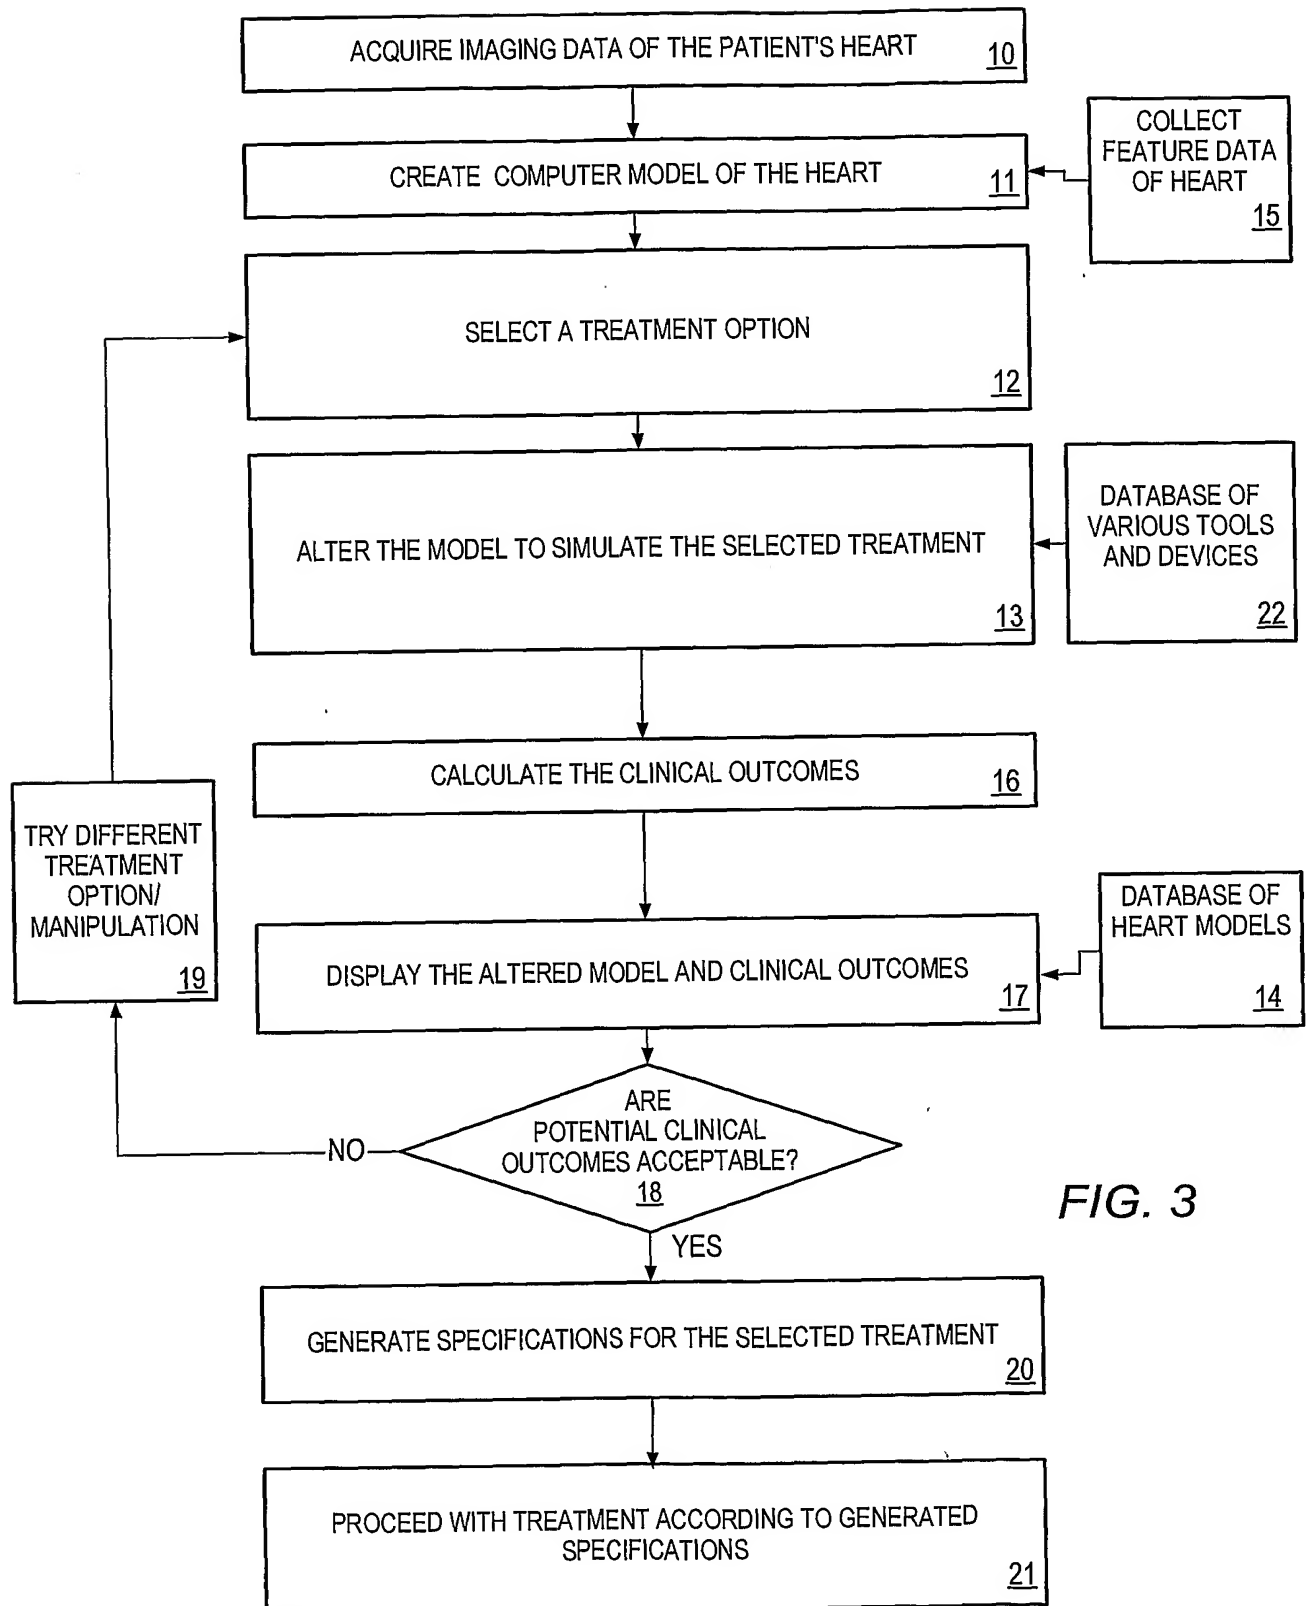 ACQUIRE IMAGING DATA OF THE PATIENT'S HEART
10
COLLECT
FEATURE DATA
OF HEART
15
CREATE COMPUTER MODEL OF THE HEART
11
SELECT A TREATMENT OPTION
12
DATABASE OF
VARIOUS TOOLS
AND DEVICES
22
ALTER THE MODEL TO SIMULATE THE SELECTED TREATMENT
13
CALCULATE THE CLINICAL OUTCOMES
16
TRY DIFFERENT
TREATMENT
OPTION/
MANIPULATION
19
DATABASE OF
HEART MODELS
14
DISPLAY THE ALTERED MODEL AND CLINICAL OUTCOMES
17
ARE
POTENTIAL CLINICAL
OUTCOMES ACCEPTABLE?
18
NO
YES
FIG. 3
GENERATE SPECIFICATIONS FOR THE SELECTED TREATMENT
20
PROCEED WITH TREATMENT ACCORDING TO GENERATED
SPECIFICATIONS
21